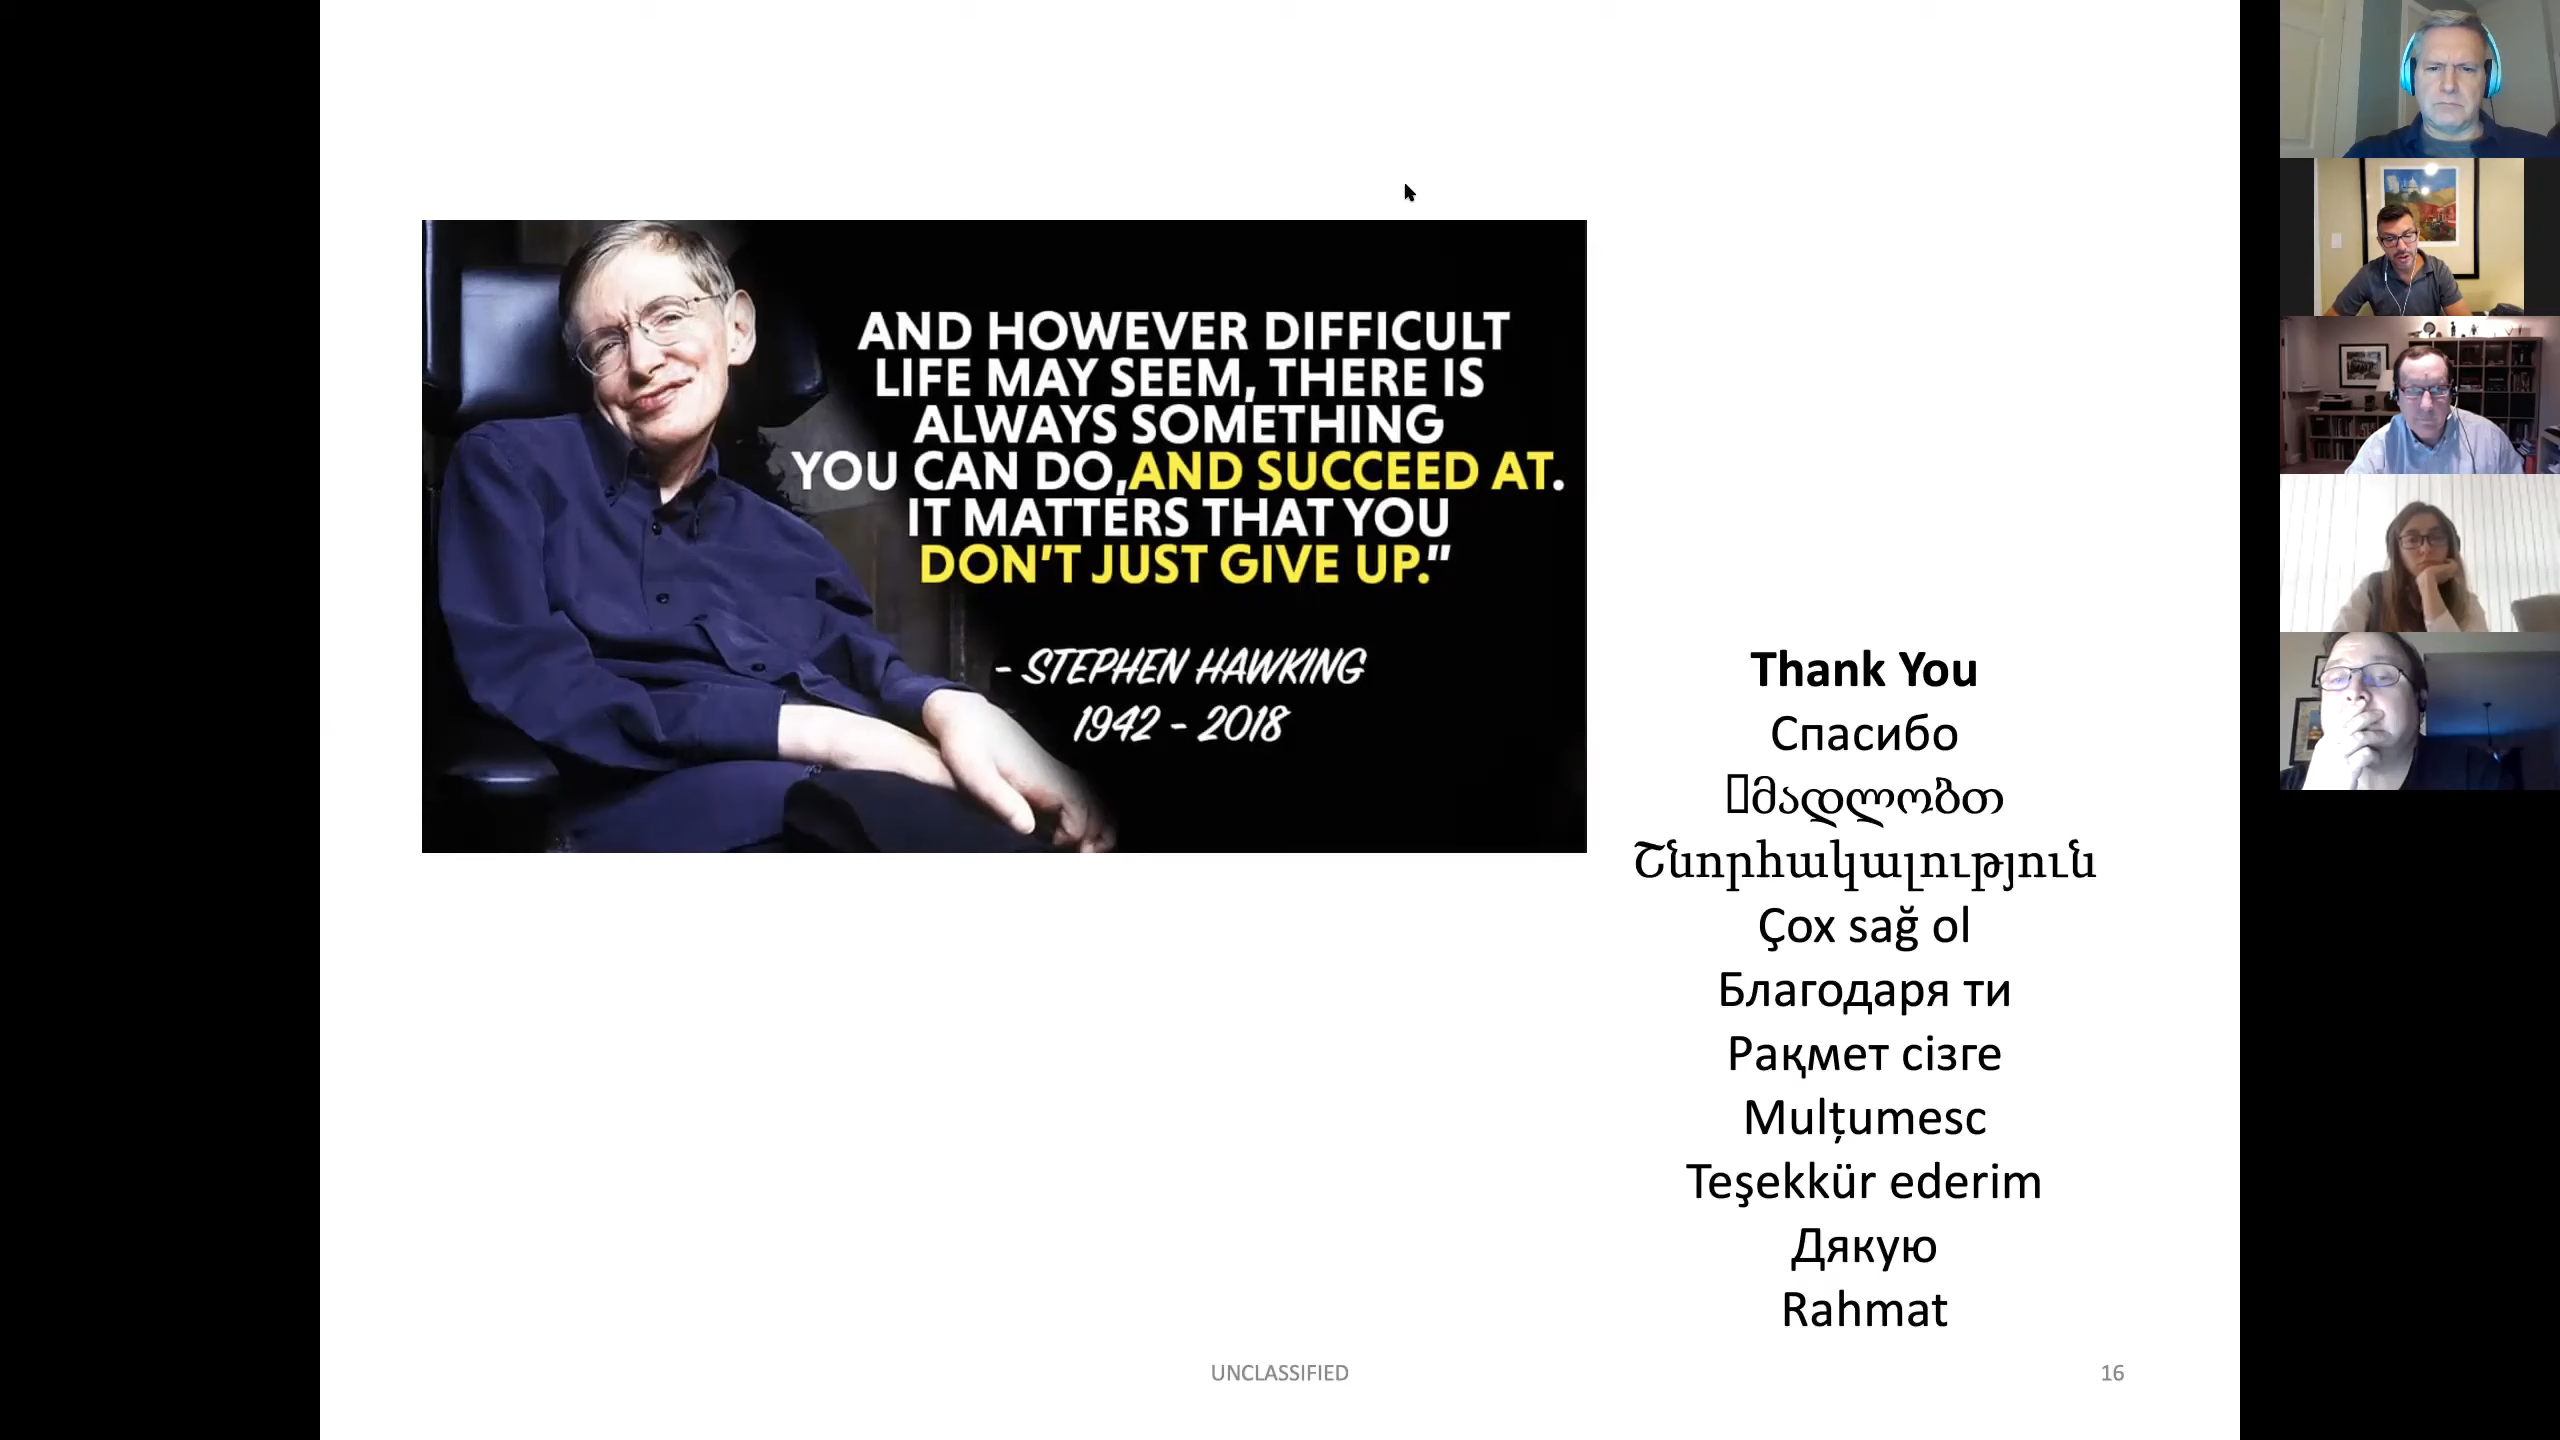 AND HOWEVER DIFFICULT
LIFE MAY SEEM, THERE IS
ALWAYS SOMETHING
YOU CAN DO,AND SUCCEED AT.
IT MATTERS THAT YOU
DON'T JUST GIVE UP."
- STEPHEN HAWKING
1942 - 2018
Thank You
Спасибо
მადლობთ
Շնորհակալություն
Çox sağ ol
Благодаря ти
Рақмет сізге
Mulțumesc
Teşekkür ederim
Дякую
Rahmat
UNCLASSIFIED
16